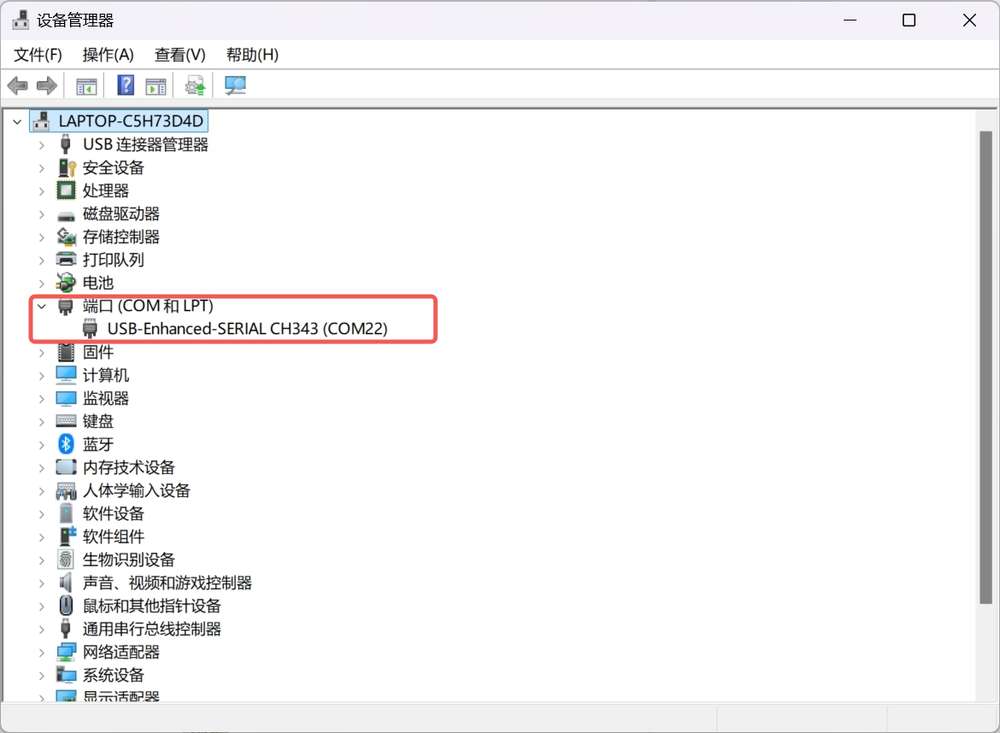 设备管理器
文件(F) 操作(A) 查看(V) 帮助(H)
LAPTOP-C5H73D4D
USB 连接器管理器
安全设备
处理器
磁盘驱动器
存储控制器
打印队列
电池
端口 (COM 和 LPT)
USB-Enhanced-SERIAL CH343 (COM22)
固件
计算机
监视器
键盘
蓝牙
内存技术设备
人体学输入设备
软件设备
软件组件
生物识别设备
声音、视频和游戏控制器
鼠标和其他指针设备
通用串行总线控制器
网络适配器
系统设备
显示适配器